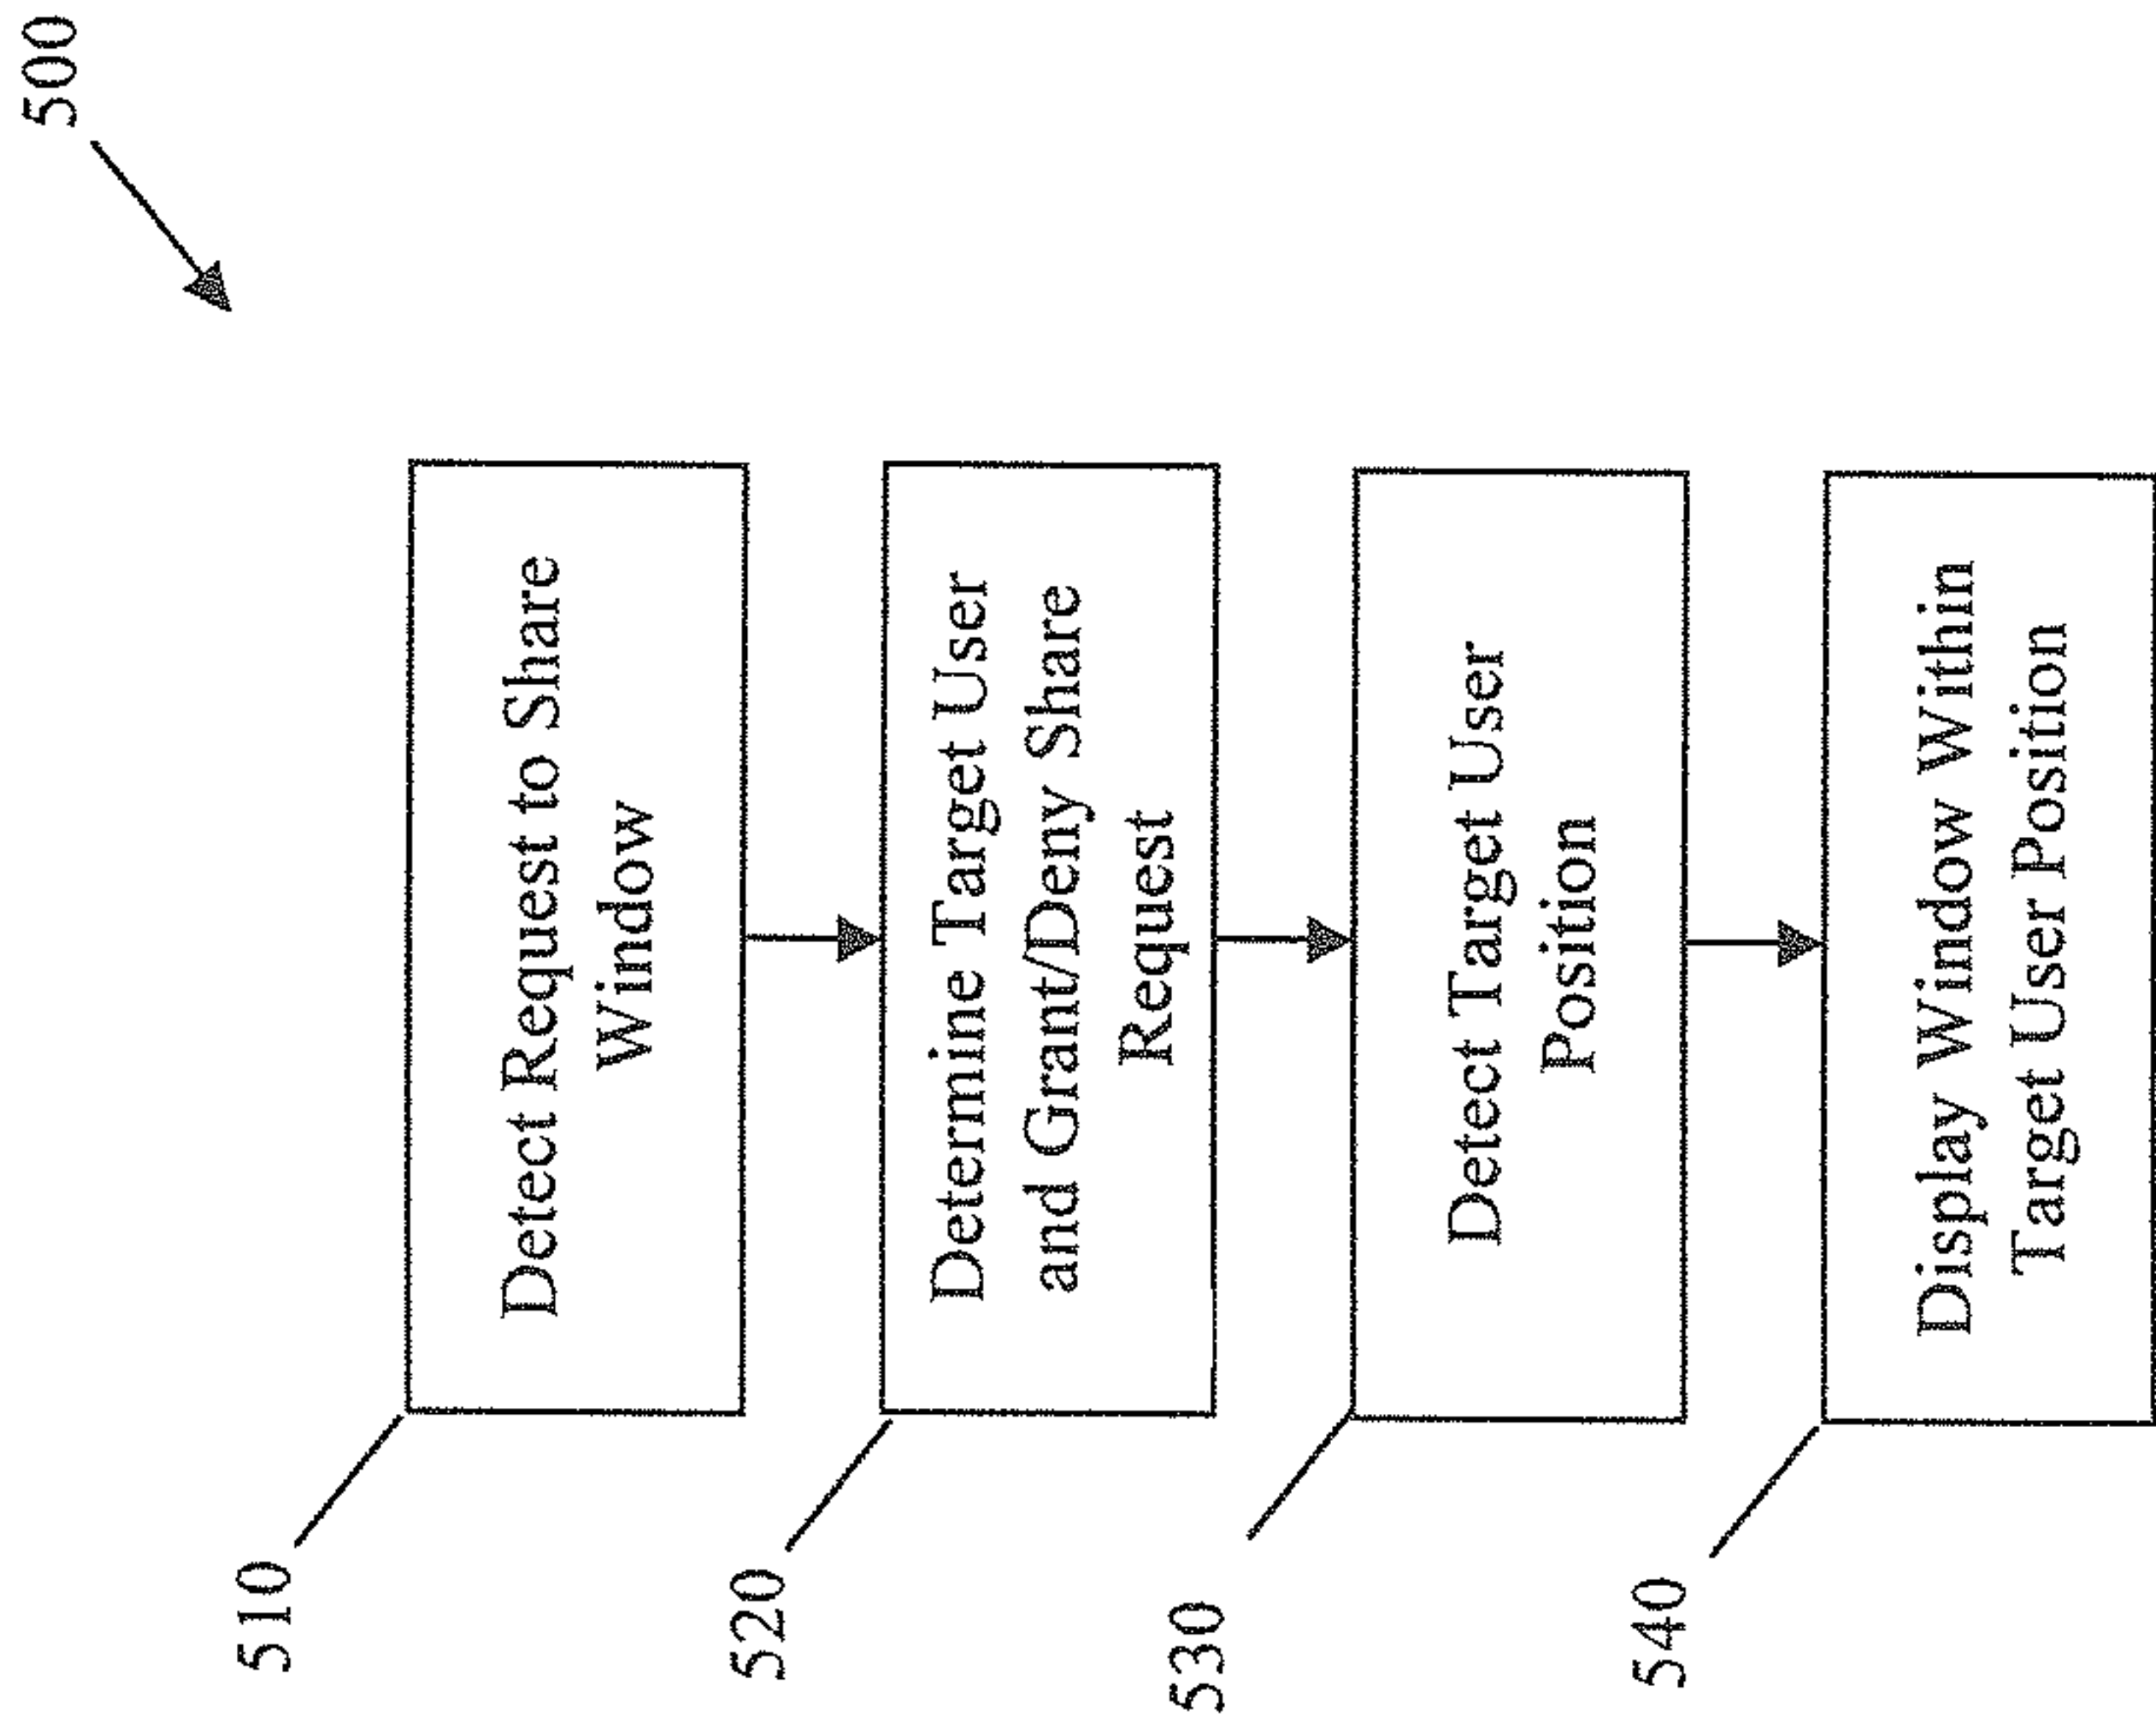 500
510
Detect Request to Share
Window
520
Determine Target User
and Grant/Deny Share
Request
530
Detect Target User
Position
540
Display Window Within
Target User Position